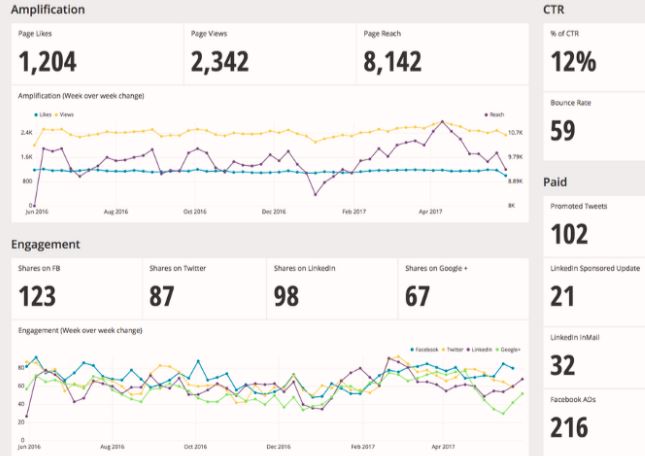 Amplification
Page Likes
1,204
Page Views
2,342
Page Reach
8,142
Amplification (Week over week change)
Likes Views
Reach
2.4K
1.6K
800
0
10.7K
9.79K
8.89K
8K
Jun 2016 Aug 2016 Oct 2016 Dec 2016 Feb 2017 Apr 2017
Engagement
Shares on FB
123
Shares on Twitter
87
Shares on LinkedIn
98
Shares on Google +
67
Engagement (Week over week change)
Facebook Twitter LinkedIn Google+
80
60
40
20
0
Jun 2016 Aug 2016 Oct 2016 Dec 2016 Feb 2017 Apr 2017
CTR
% of CTR
12%
Bounce Rate
59
Paid
Promoted Tweets
102
LinkedIn Sponsored Update
21
LinkedIn InMail
32
Facebook ADs
216